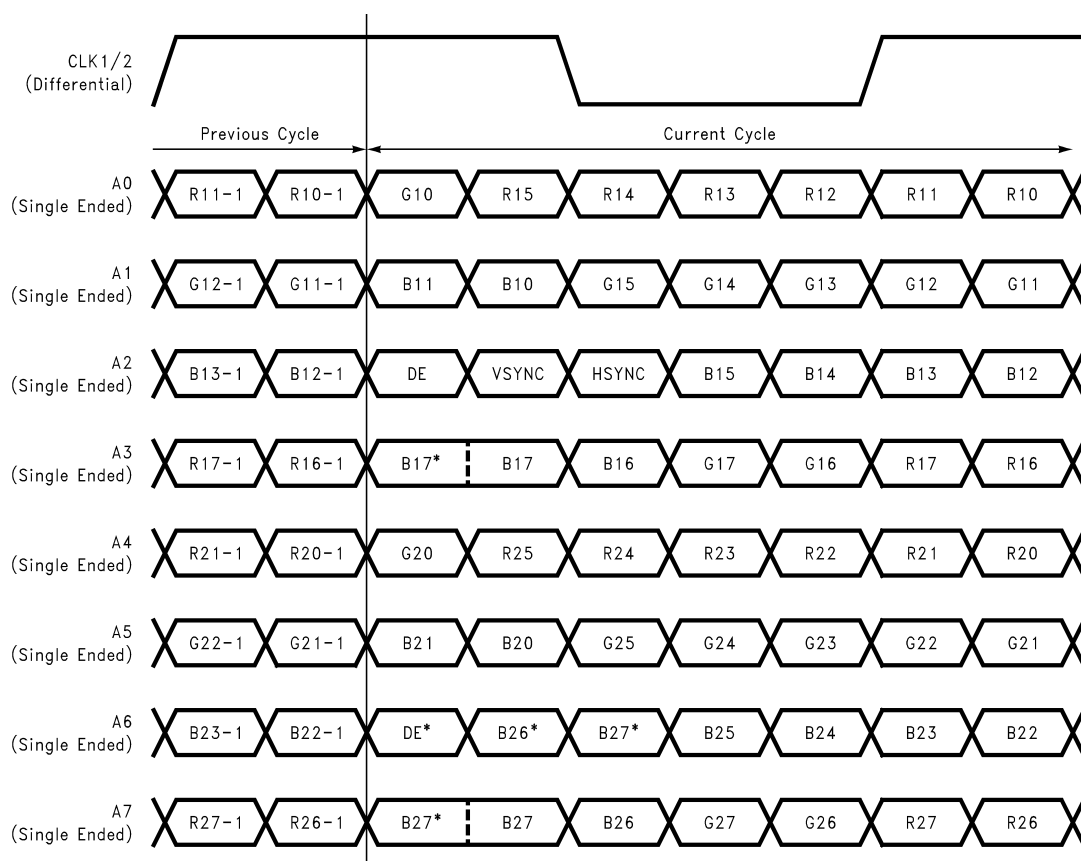 CLK1/2
(Differential)
Previous Cycle Current Cycle
A0
(Single Ended)
R11-1 R10-1 G10 R15 R14 R13 R12 R11 R10
A1
(Single Ended)
G12-1 G11-1 B11 B10 G15 G14 G13 G12 G11
A2
(Single Ended)
B13-1 B12-1 DE VSYNC HSYNC B15 B14 B13 B12
A3
(Single Ended)
R17-1 R16-1 B17* B17 B16 G17 G16 R17 R16
A4
(Single Ended)
R21-1 R20-1 G20 R25 R24 R23 R22 R21 R20
A5
(Single Ended)
G22-1 G21-1 B21 B20 G25 G24 G23 G22 G21
A6
(Single Ended)
B23-1 B22-1 DE* B26* B27* B25 B24 B23 B22
A7
(Single Ended)
R27-1 R26-1 B27* B27 B26 G27 G26 R27 R26